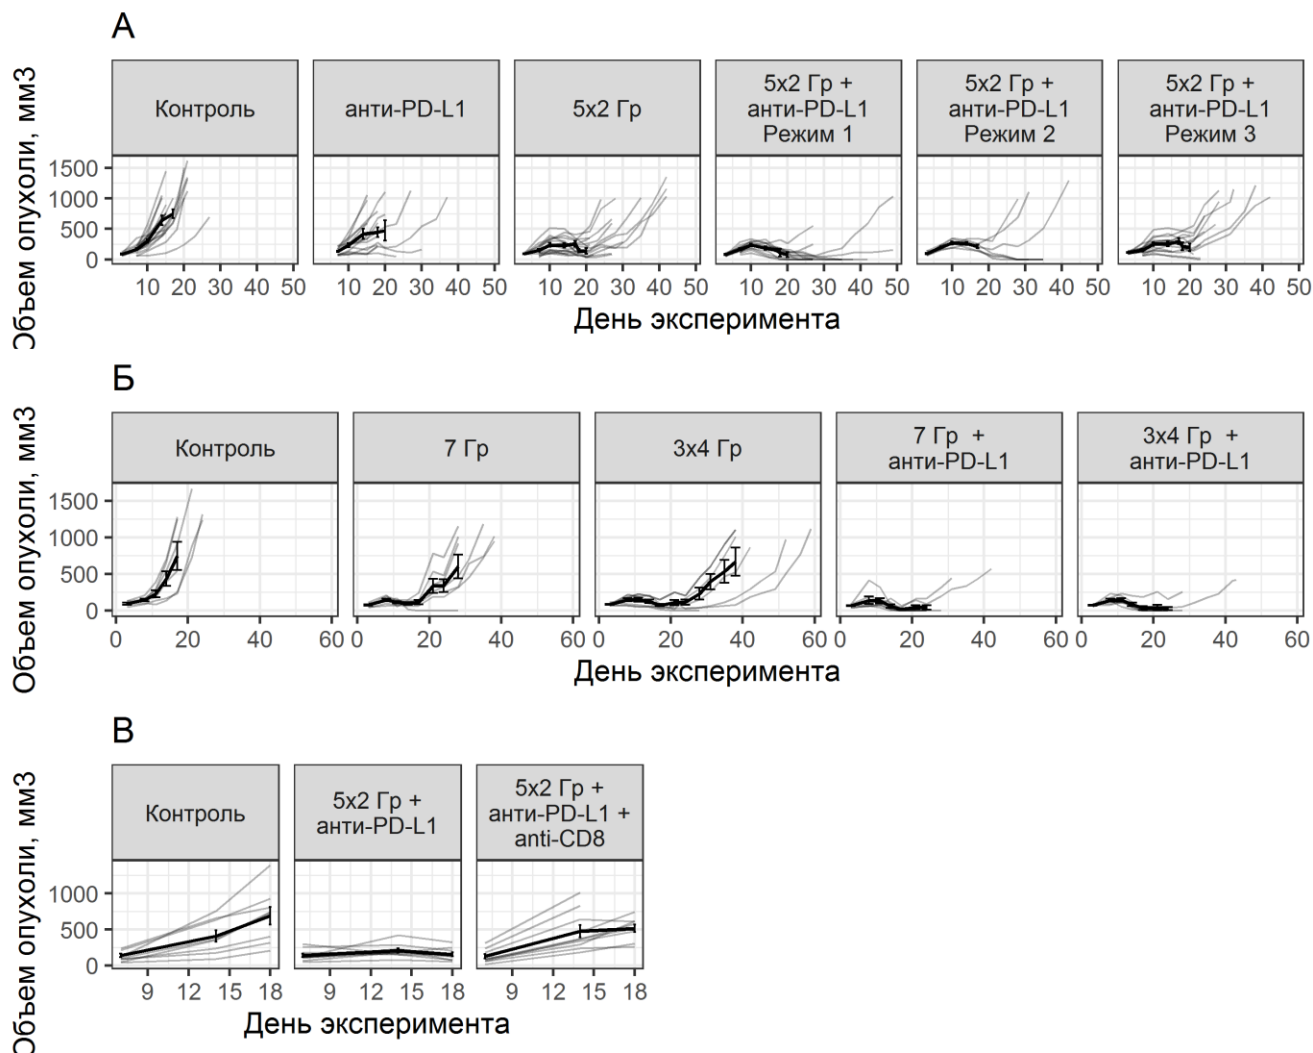 А
Контроль
анти-PD-L1
5x2 Гр
5x2 Гр +
анти-PD-L1
Режим 1
5x2 Гр +
анти-PD-L1
Режим 2
5x2 Гр +
анти-PD-L1
Режим 3
Объем опухоли, мм3
1500
1000
500
0
10 20 30 40 50
10 20 30 40 50
10 20 30 40 50
10 20 30 40 50
10 20 30 40 50
10 20 30 40 50
День эксперимента
Б
Контроль
7 Гр
3x4 Гр
7 Гр +
анти-PD-L1
3x4 Гр +
анти-PD-L1
Объем опухоли, мм3
1500
1000
500
0
0 20 40 60
0 20 40 60
0 20 40 60
0 20 40 60
0 20 40 60
День эксперимента
В
Контроль
5x2 Гр +
анти-PD-L1
5x2 Гр +
анти-PD-L1 +
anti-CD8
Объем опухоли, мм3
1000
500
0
9 12 15 18
9 12 15 18
9 12 15 18
День эксперимента